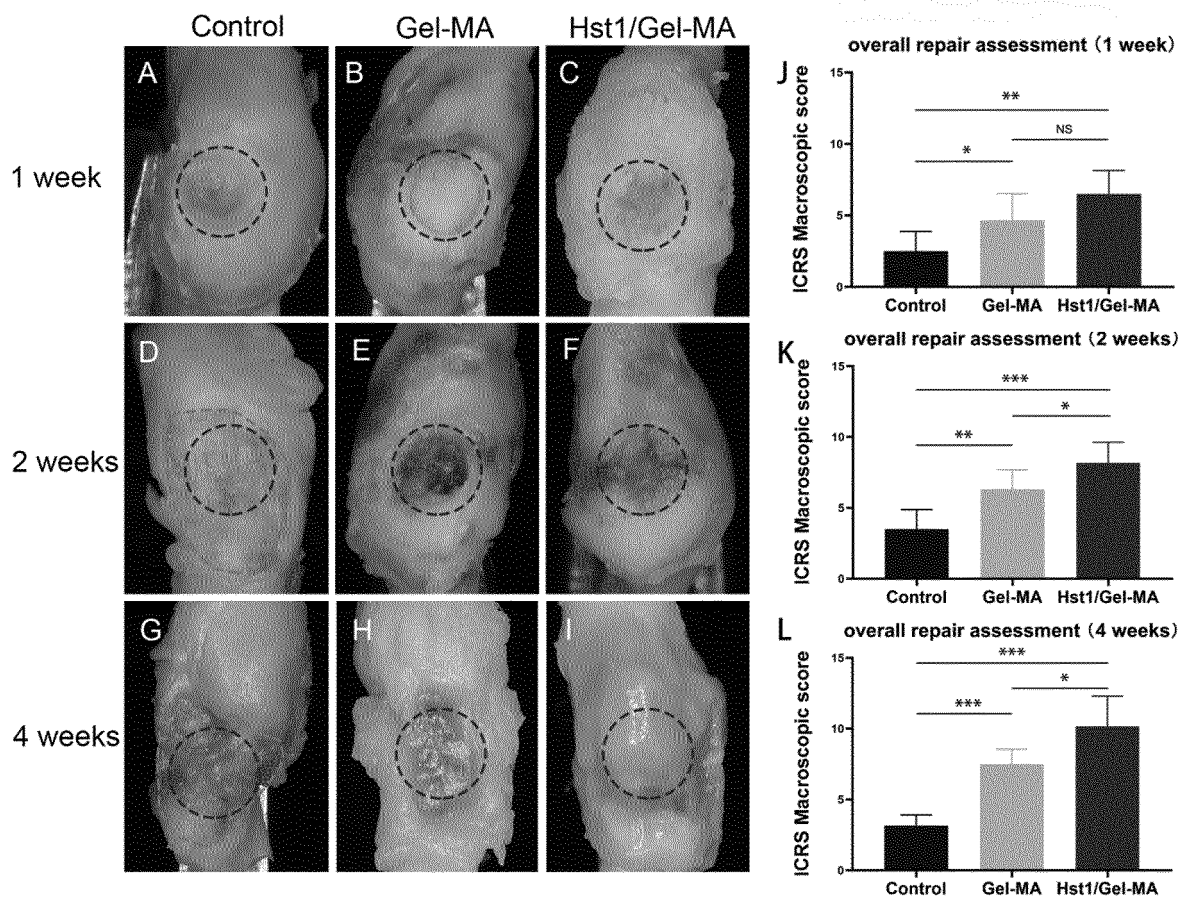 Control Gel-MA Hst1/Gel-MA
1 week
A B C
2 weeks
D E F
4 weeks
G H I
J overall repair assessment (1 week)
ICRS Macroscopic score
15
10
5
0
**
NS
*
Control Gel-MA Hst1/Gel-MA
K overall repair assessment (2 weeks)
ICRS Macroscopic score
15
10
5
0
***
*
**
Control Gel-MA Hst1/Gel-MA
L overall repair assessment (4 weeks)
ICRS Macroscopic score
15
10
5
0
***
*
***
Control Gel-MA Hst1/Gel-MA